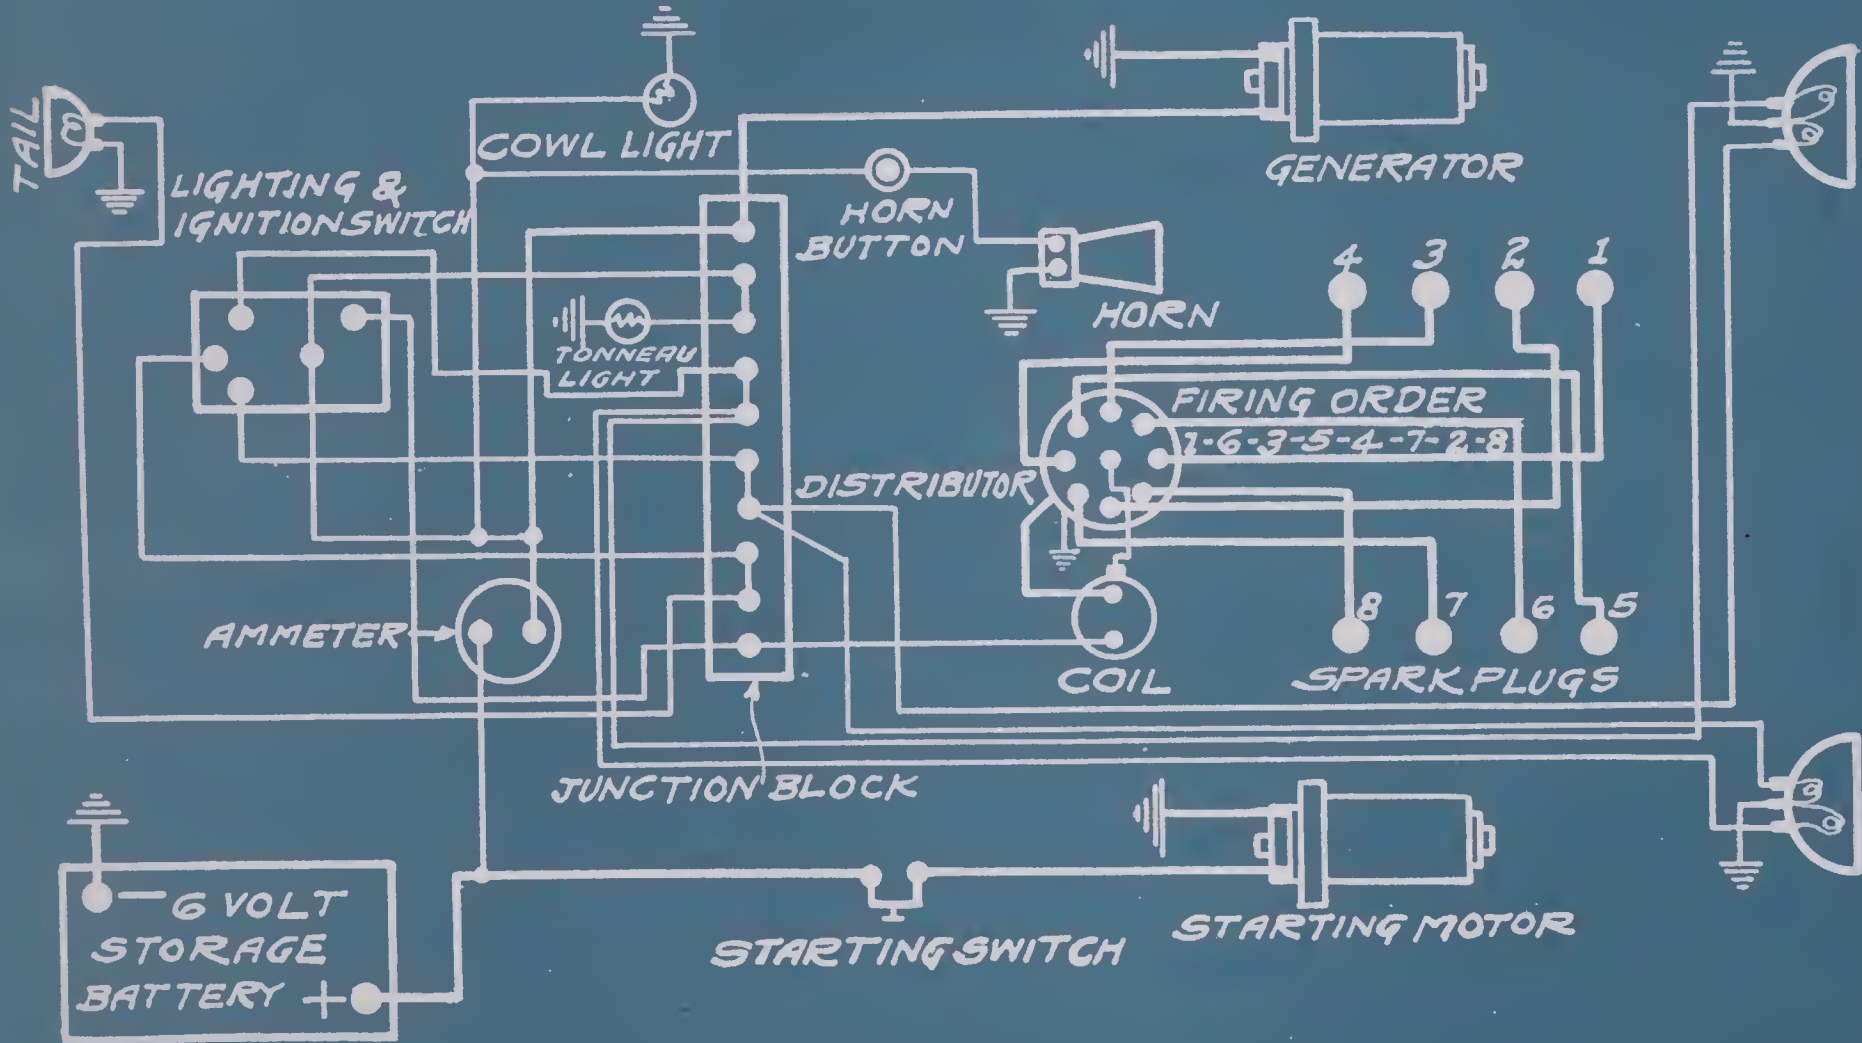 TAIL
COWL LIGHT
GENERATOR
LIGHTING &
IGNITION SWITCH
HORN
BUTTON
HORN
4 3 2 1
TONNEAU
LIGHT
FIRING ORDER
1-6-3-5-4-7-2-8
DISTRIBUTOR
AMMETER
8 7 6 5
COIL
SPARK PLUGS
JUNCTION BLOCK
- 6 VOLT
STORAGE
BATTERY +
STARTING SWITCH
STARTING MOTOR